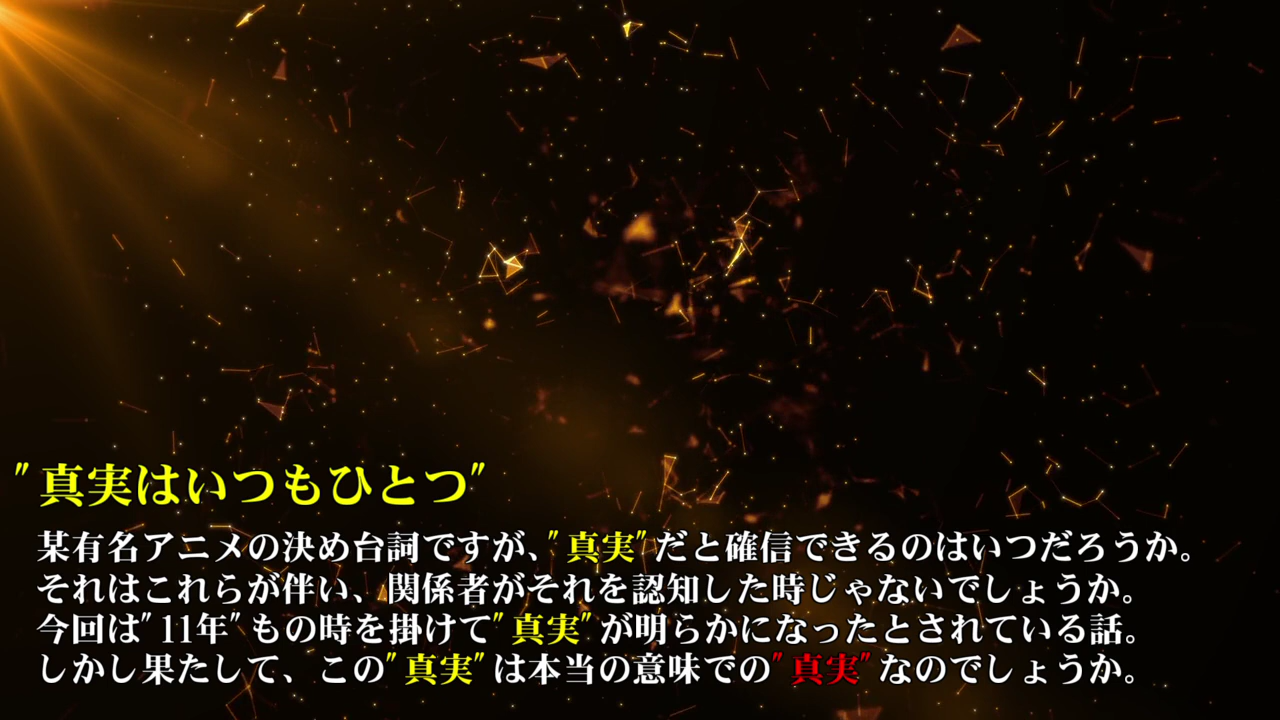 "真実はいつもひとつ"
某有名アニメの決め台詞ですが、"真実"だと確信できるのはいつだろうか。
それはこれらが伴い、関係者がそれを認知した時じゃないでしょうか。
今回は"11年"もの時を掛けて"真実"が明らかになったとされている話。
しかし果たして、この"真実"は本当の意味での"真実"なのでしょうか。